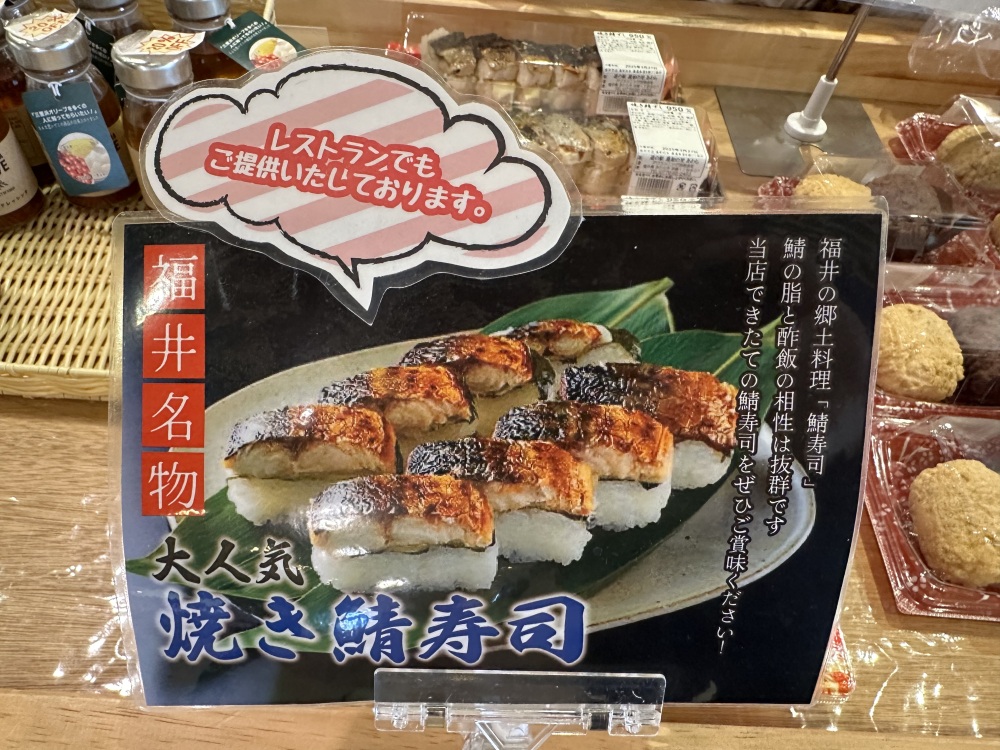 レストランでも
ご提供いたしております。
福井名物
福井の郷土料理「鯖寿司」
鯖の脂と酢飯の相性は抜群です
当店できたての鯖寿司をぜひご賞味ください!
大人気
焼き鯖寿司
950
950